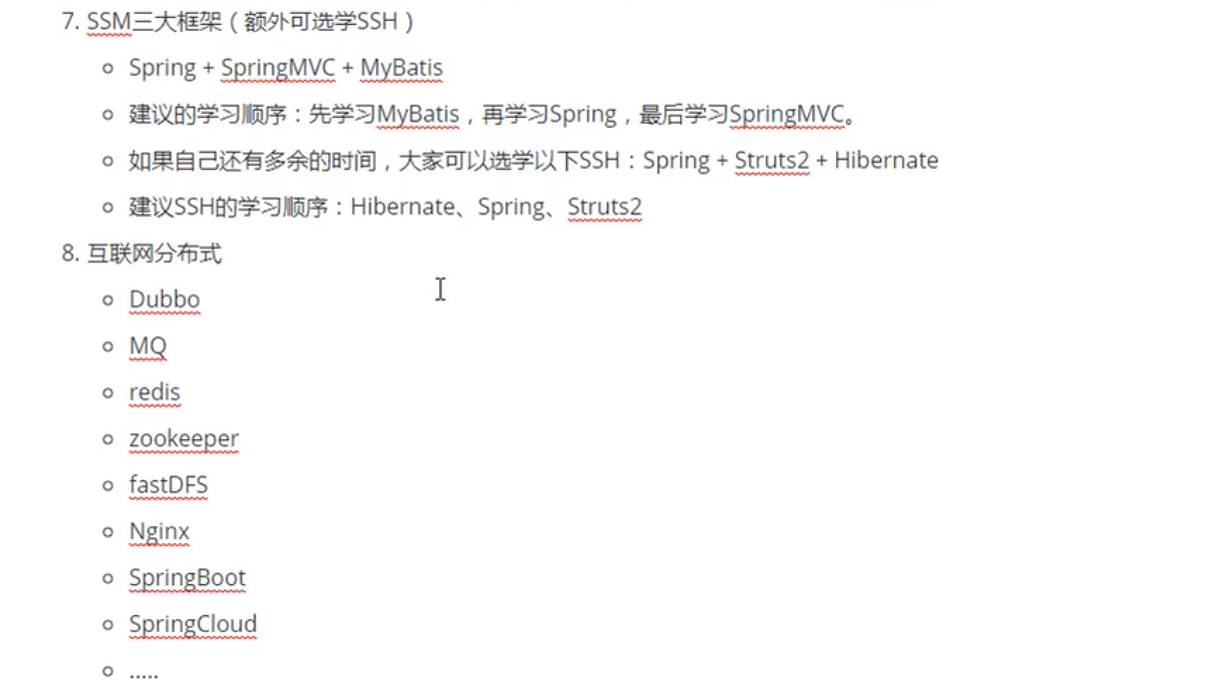 7. SSM三大框架（额外可选学SSH）
Spring + SpringMVC + MyBatis
建议的学习顺序：先学习MyBatis，再学习Spring，最后学习SpringMVC。
如果自己还有多余的时间，大家可以选学以下SSH：Spring + Struts2 + Hibernate
建议SSH的学习顺序：Hibernate、Spring、Struts2
8. 互联网分布式
Dubbo
MQ
redis
zookeeper
fastDFS
Nginx
SpringBoot
SpringCloud
.....